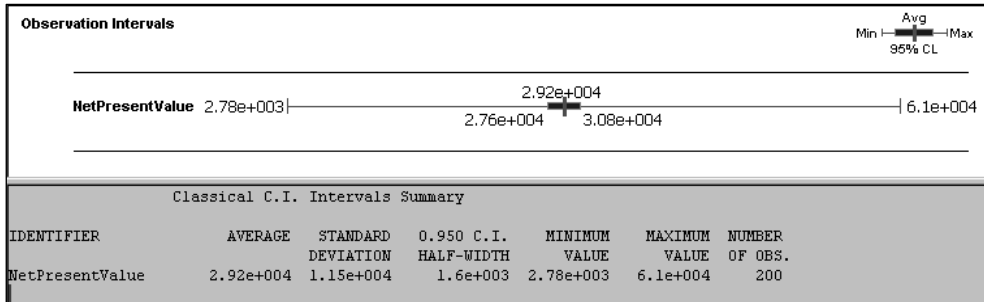 Observation Intervals
Avg
Min Max
95% CL
2.92e+004
NetPresentValue 2.78e+003 6.1e+004
2.76e+004 3.08e+004
Classical C.I. Intervals Summary
IDENTIFIER AVERAGE STANDARD 0.950 C.I. MINIMUM MAXIMUM NUMBER
DEVIATION HALF-WIDTH VALUE VALUE OF OBS.
NetPresentValue 2.92e+004 1.15e+004 1.6e+003 2.78e+003 6.1e+004 200